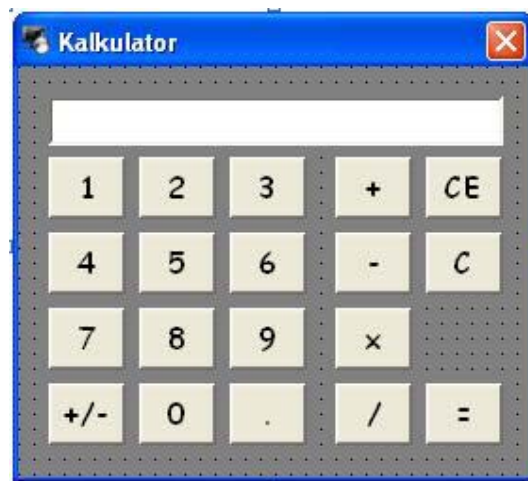 Kalkulator
1 2 3 + CE
4 5 6 - C
7 8 9 ×
+/- 0 . / =